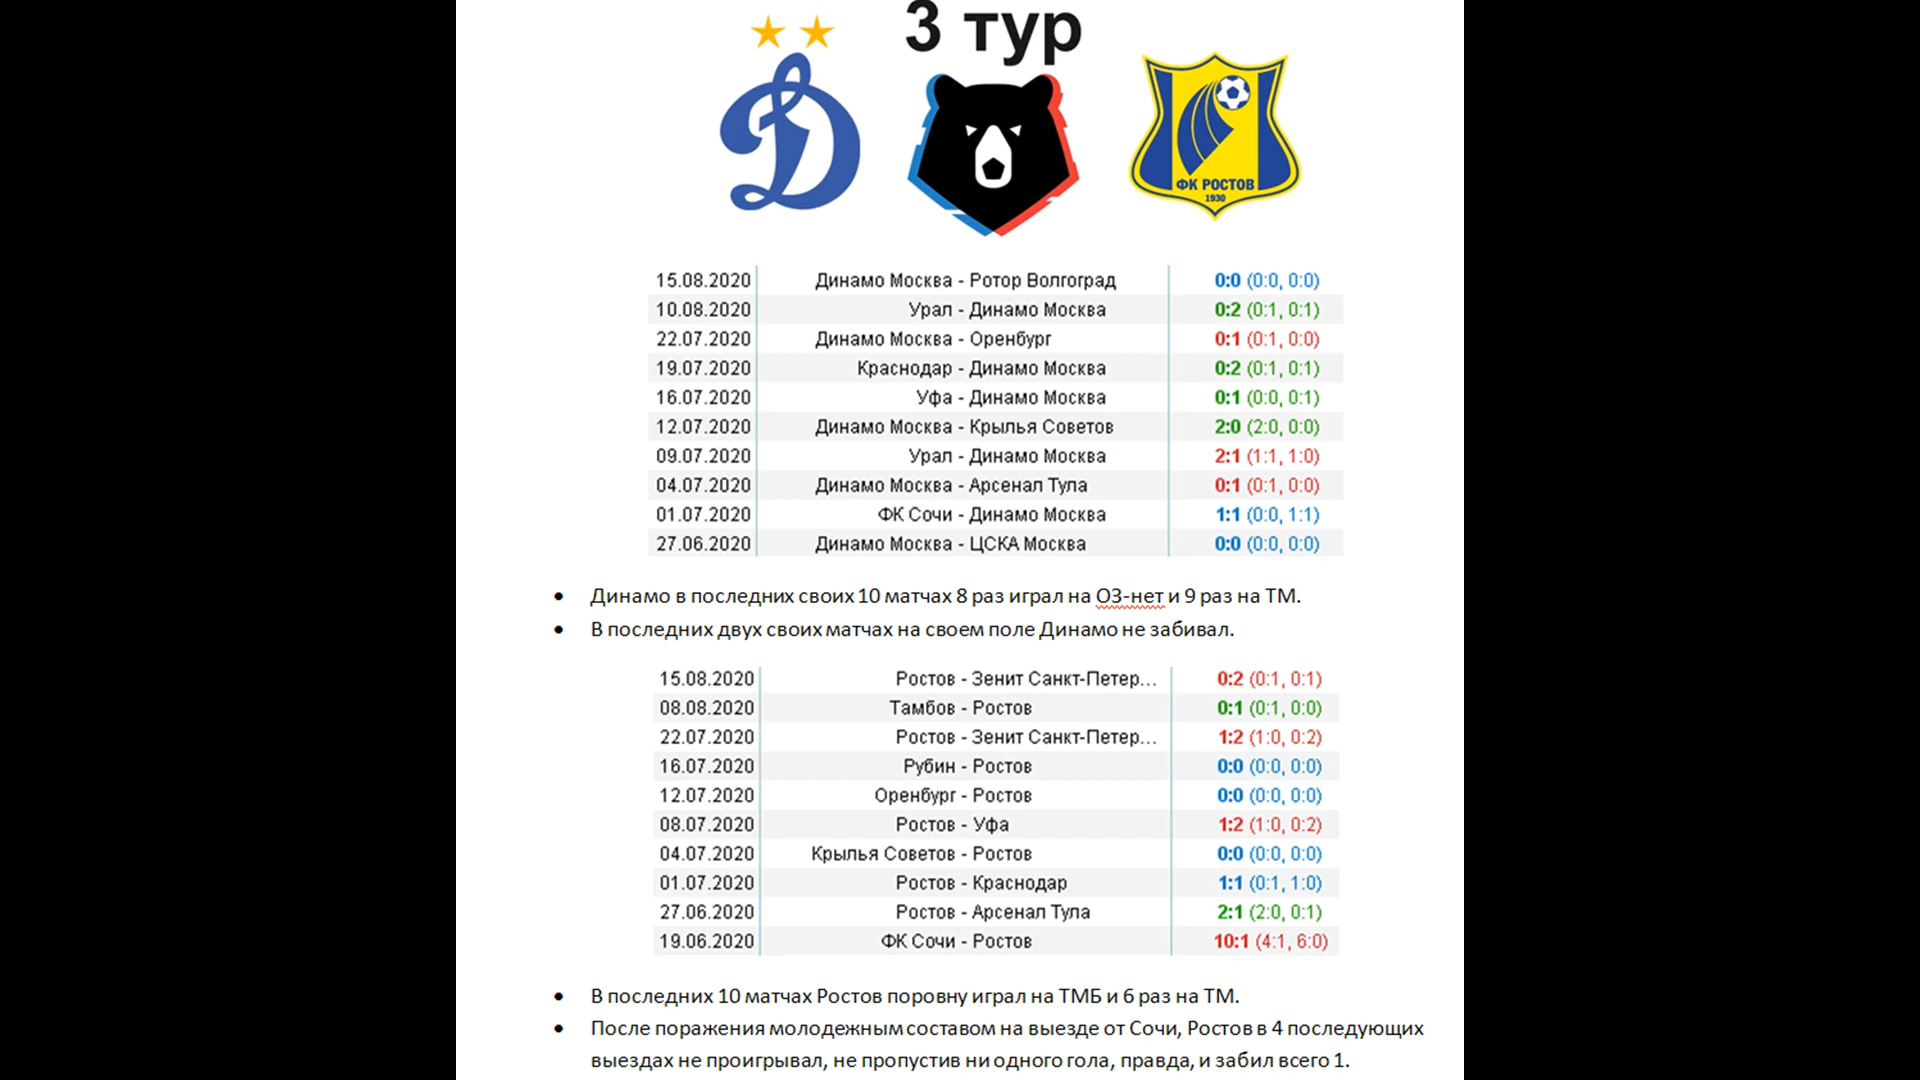 3 тур
ФК РОСТОВ
1930
15.08.2020 Динамо Москва - Ротор Волгоград 0:0 (0:0, 0:0)
10.08.2020 Урал - Динамо Москва 0:2 (0:1, 0:1)
22.07.2020 Динамо Москва - Оренбург 0:1 (0:1, 0:0)
19.07.2020 Краснодар - Динамо Москва 0:2 (0:1, 0:1)
16.07.2020 Уфа - Динамо Москва 0:1 (0:0, 0:1)
12.07.2020 Динамо Москва - Крылья Советов 2:0 (2:0, 0:0)
09.07.2020 Урал - Динамо Москва 2:1 (1:1, 1:0)
04.07.2020 Динамо Москва - Арсенал Тула 0:1 (0:1, 0:0)
01.07.2020 ФК Сочи - Динамо Москва 1:1 (0:0, 1:1)
27.06.2020 Динамо Москва - ЦСКА Москва 0:0 (0:0, 0:0)
• Динамо в последних своих 10 матчах 8 раз играл на ОЗ-нет и 9 раз на ТМ.
• В последних двух своих матчах на своем поле Динамо не забивал.
15.08.2020 Ростов - Зенит Санкт-Петер... 0:2 (0:1, 0:1)
08.08.2020 Тамбов - Ростов 0:1 (0:1, 0:0)
22.07.2020 Ростов - Зенит Санкт-Петер... 1:2 (1:0, 0:2)
16.07.2020 Рубин - Ростов 0:0 (0:0, 0:0)
12.07.2020 Оренбург - Ростов 0:0 (0:0, 0:0)
08.07.2020 Ростов - Уфа 1:2 (1:0, 0:2)
04.07.2020 Крылья Советов - Ростов 0:0 (0:0, 0:0)
01.07.2020 Ростов - Краснодар 1:1 (0:1, 1:0)
27.06.2020 Ростов - Арсенал Тула 2:1 (2:0, 0:1)
19.06.2020 ФК Сочи - Ростов 10:1 (4:1, 6:0)
• В последних 10 матчах Ростов поровну играл на ТМБ и 6 раз на ТМ.
• После поражения молодежным составом на выезде от Сочи, Ростов в 4 последующих
выездах не проигрывал, не пропустив ни одного гола, правда, и забил всего 1.